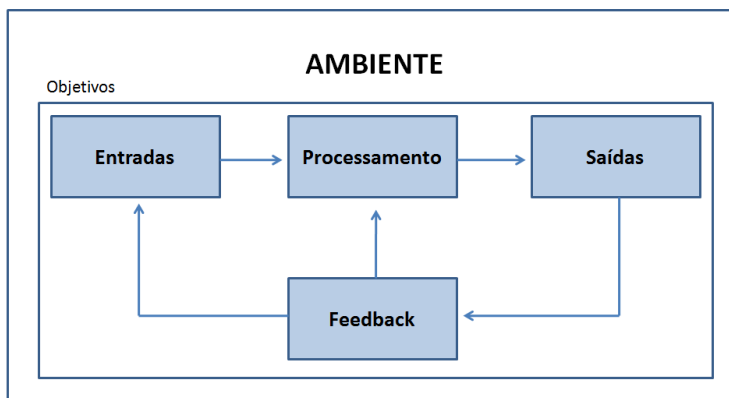 AMBIENTE
Objetivos
Entradas
Processamento
Saídas
Feedback